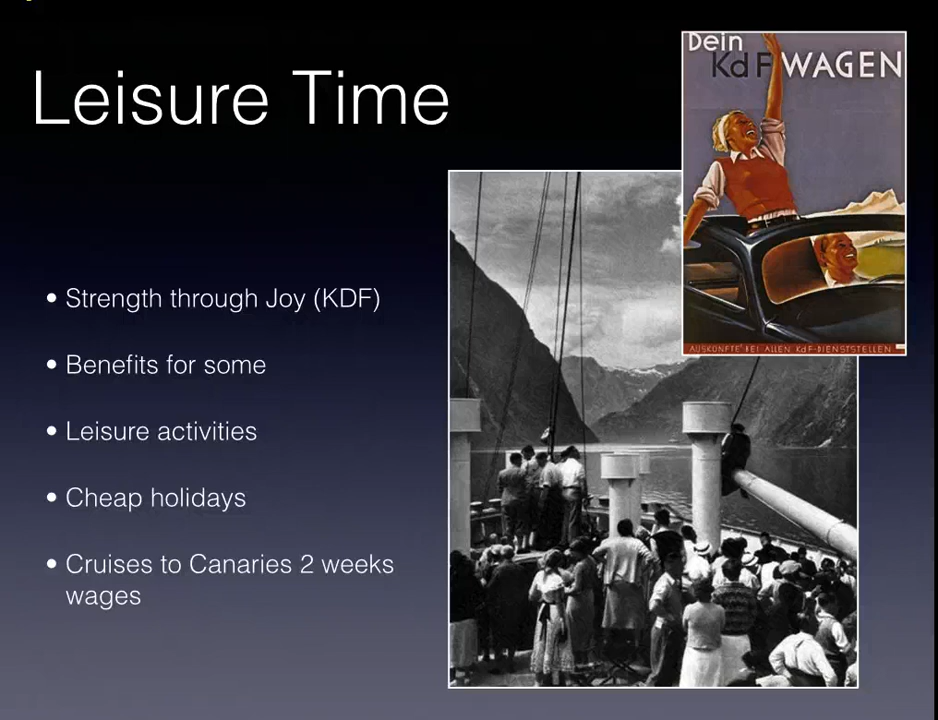 Leisure Time
• Strength through Joy (KDF)
• Benefits for some
• Leisure activities
• Cheap holidays
• Cruises to Canaries 2 weeks
wages
Dein
KdF WAGEN
AUSKÜNFTE BEI ALLEN KdF-DIENSTSTELLEN